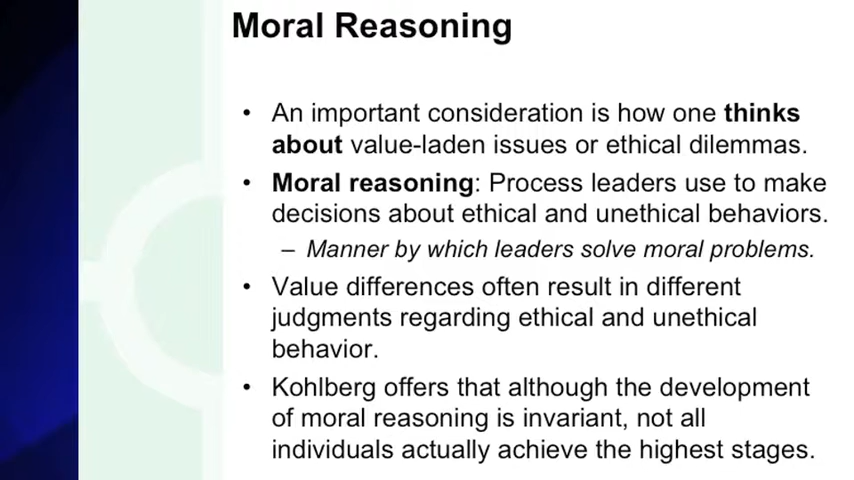 Moral Reasoning
• An important consideration is how one thinks
about value-laden issues or ethical dilemmas.
• Moral reasoning: Process leaders use to make
decisions about ethical and unethical behaviors.
– Manner by which leaders solve moral problems.
• Value differences often result in different
judgments regarding ethical and unethical
behavior.
• Kohlberg offers that although the development
of moral reasoning is invariant, not all
individuals actually achieve the highest stages.